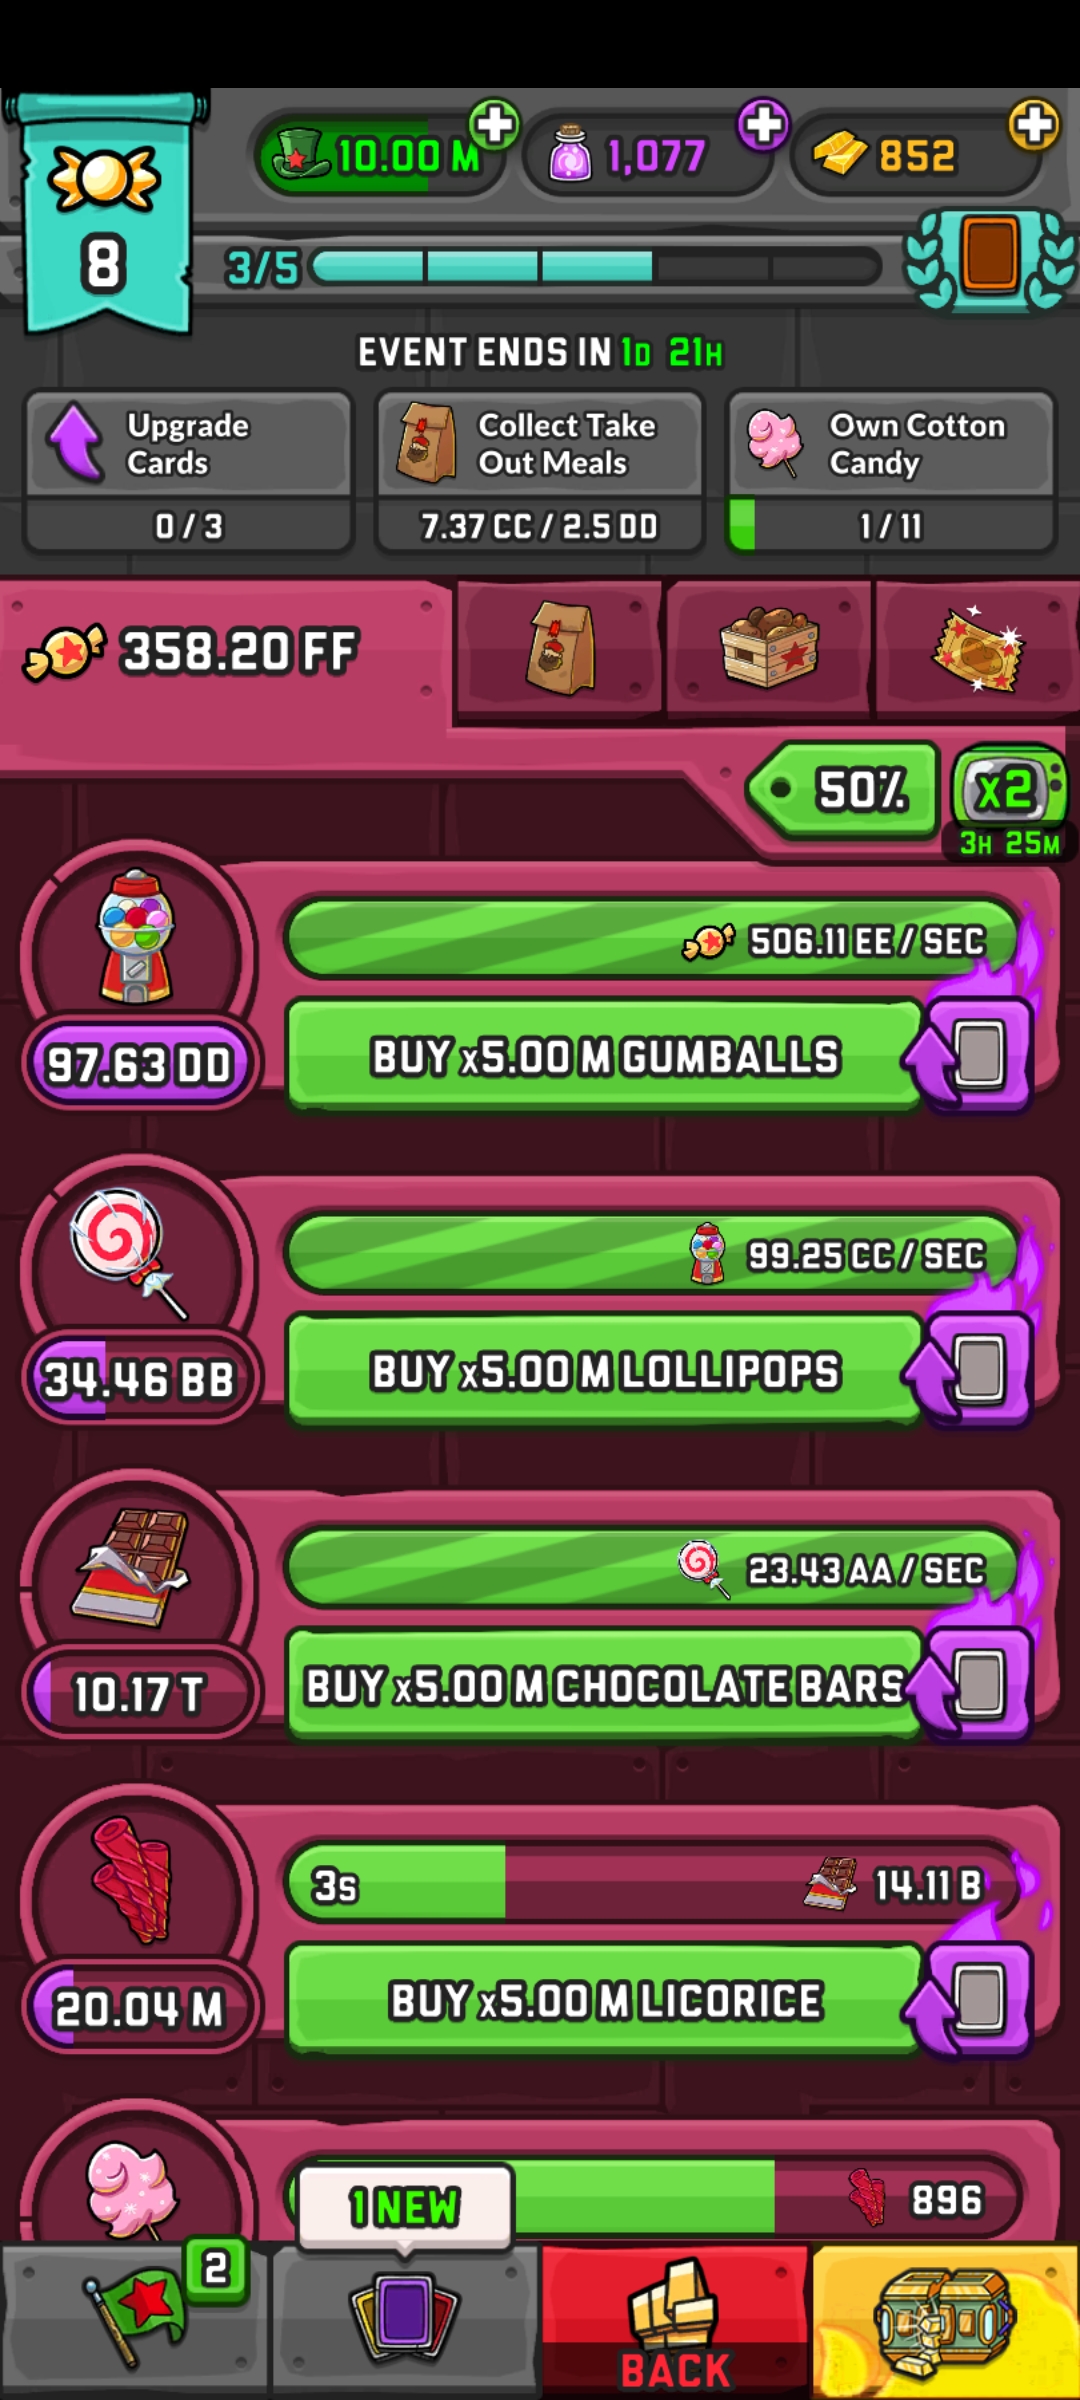 10.00 M
1,077
852
8
3/5
EVENT ENDS IN 1D 21H
Upgrade Cards
0 / 3
Collect Take Out Meals
7.37 CC / 2.5 DD
Own Cotton Candy
1 / 11
358.20 FF
50%
x2
3H 25M
506.11 EE / SEC
97.63 DD
BUY x5.00 M GUMBALLS
99.25 CC / SEC
34.46 BB
BUY x5.00 M LOLLIPOPS
23.43 AA / SEC
10.17 T
BUY x5.00 M CHOCOLATE BARS
3s
14.11 B
20.04 M
BUY x5.00 M LICORICE
896
1 NEW
2
BACK